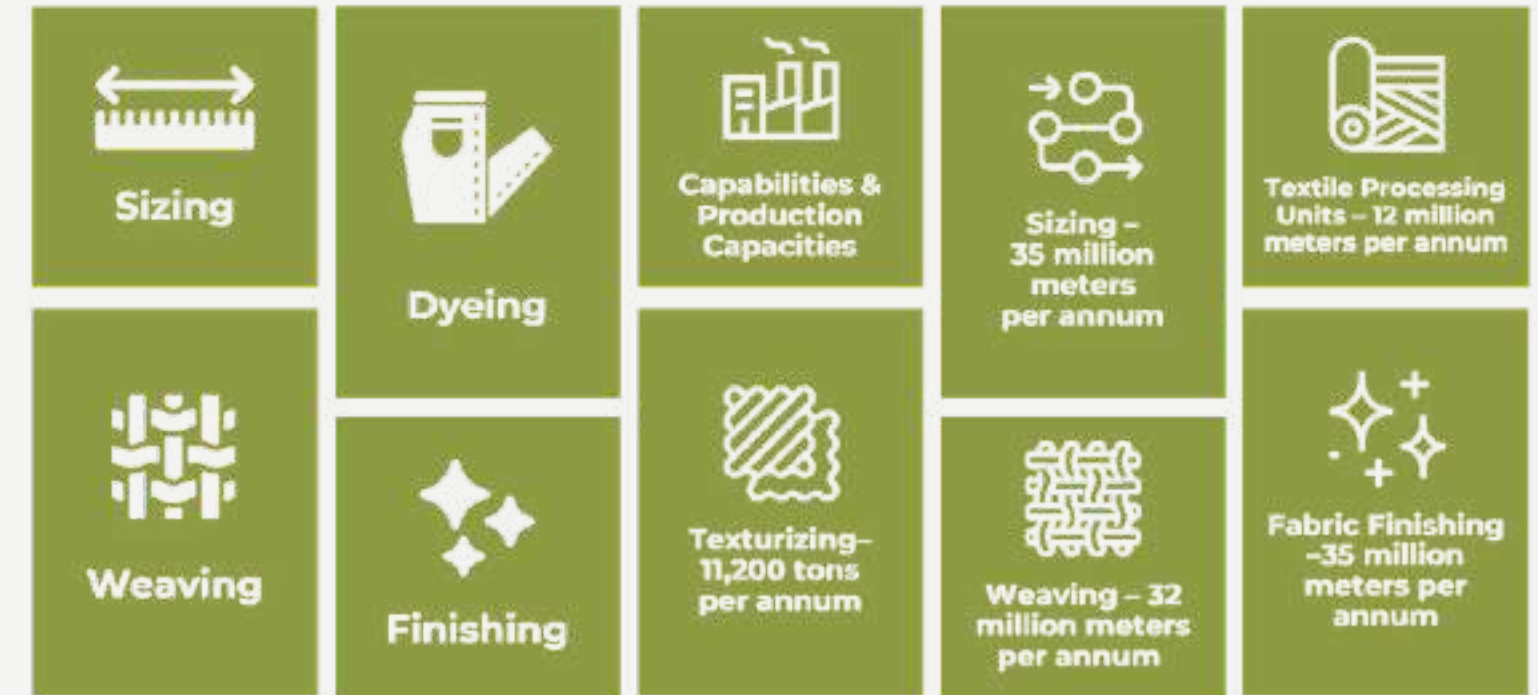 Sizing
Weaving
Dyeing
Finishing
Capabilities &
Production
Capacities
Texturizing–
11,200 tons
per annum
Sizing –
35 million
meters
per annum
Weaving – 32
million meters
per annum
Textile Processing
Units – 12 million
meters per annum
Fabric Finishing
–35 million
meters per
annum